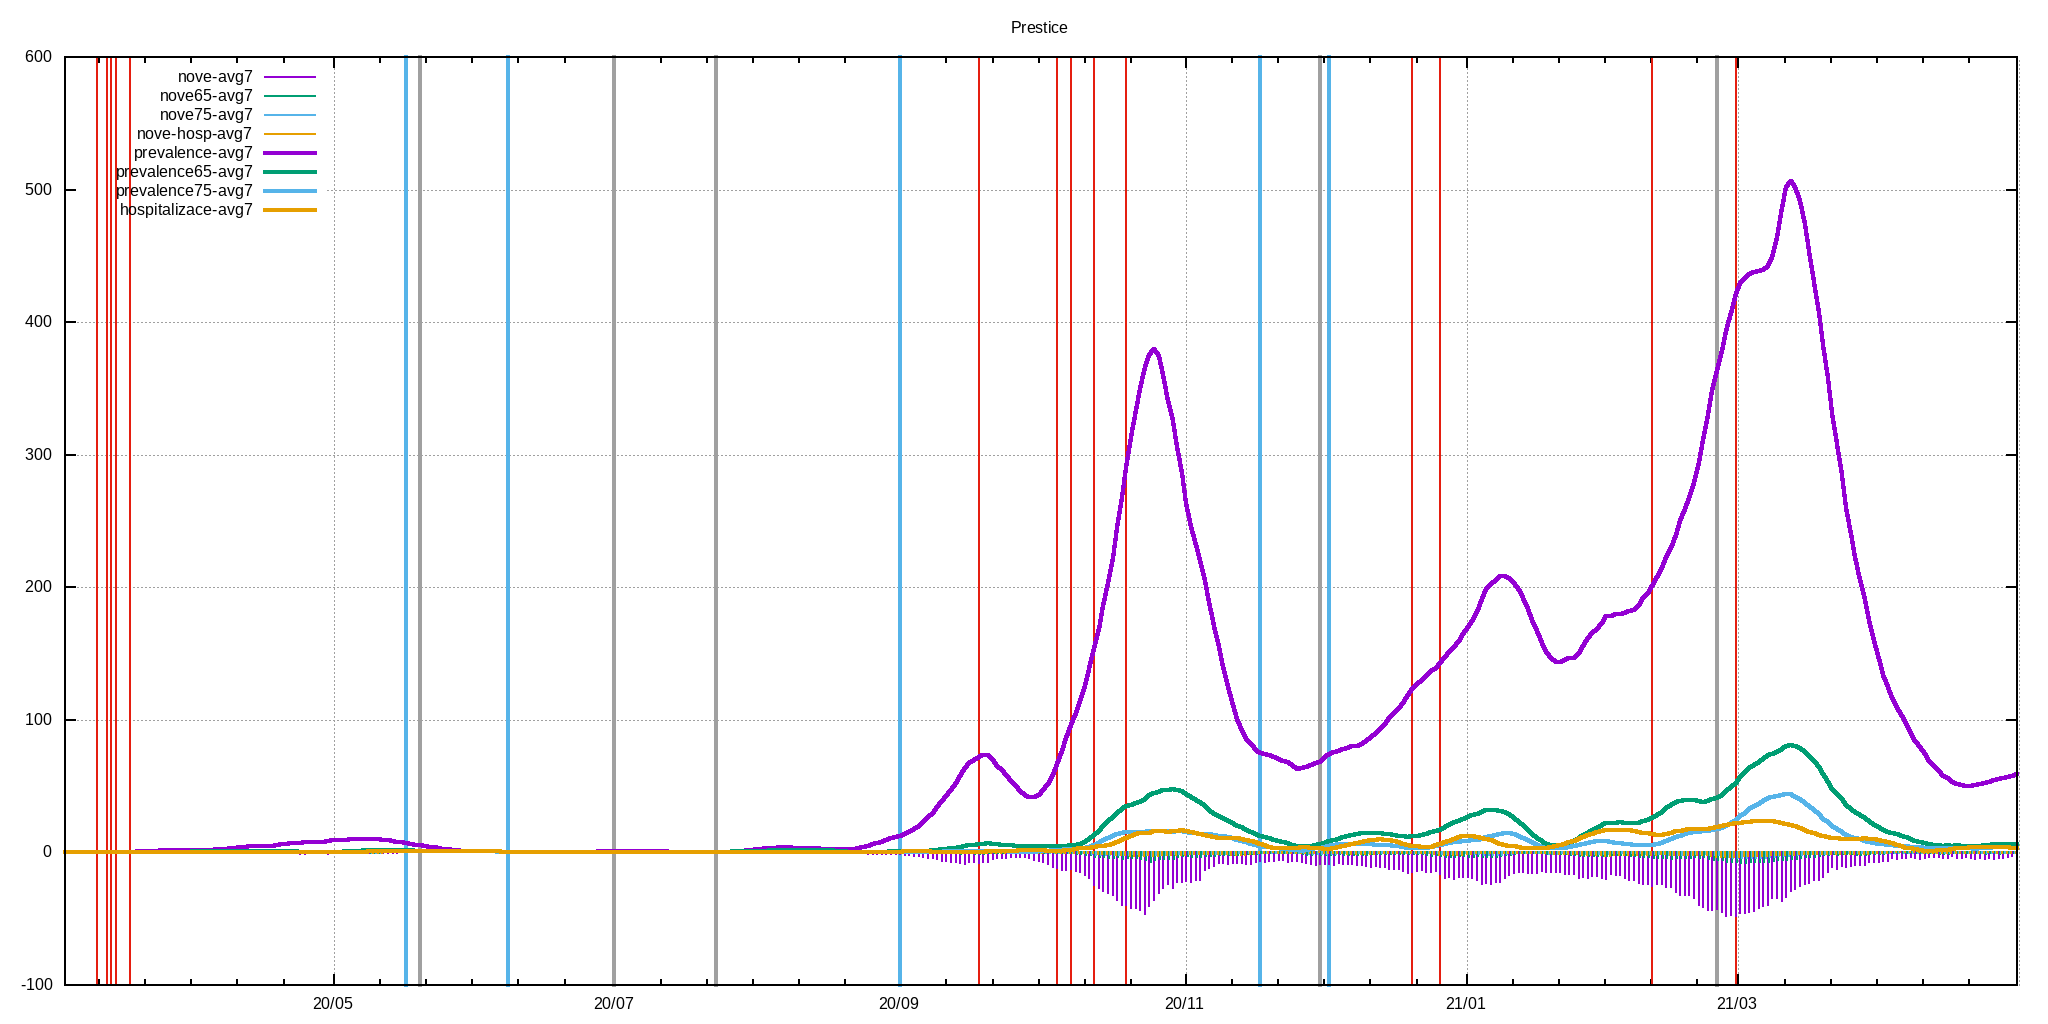 Prestice
600
500
400
300
200
100
0
-100
nove-avg7
nove65-avg7
nove75-avg7
nove-hosp-avg7
prevalence-avg7
prevalence65-avg7
prevalence75-avg7
hospitalizace-avg7
20/05 20/07 20/09 20/11 21/01 21/03